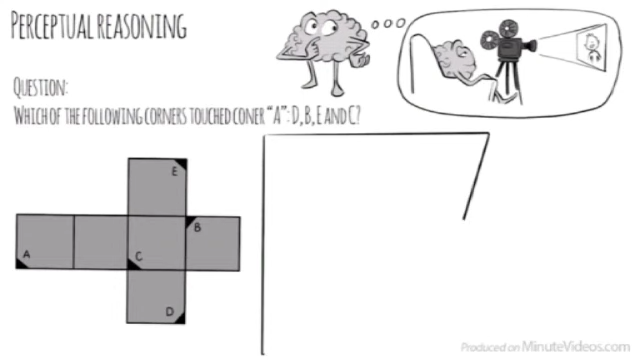 PERCEPTUAL REASONING
QUESTION:
WHICH OF THE FOLLOWING CORNERS TOUCHED CONER "A": D, B, E AND C?
E
B
A
C
D
Produced on MinuteVideos.com